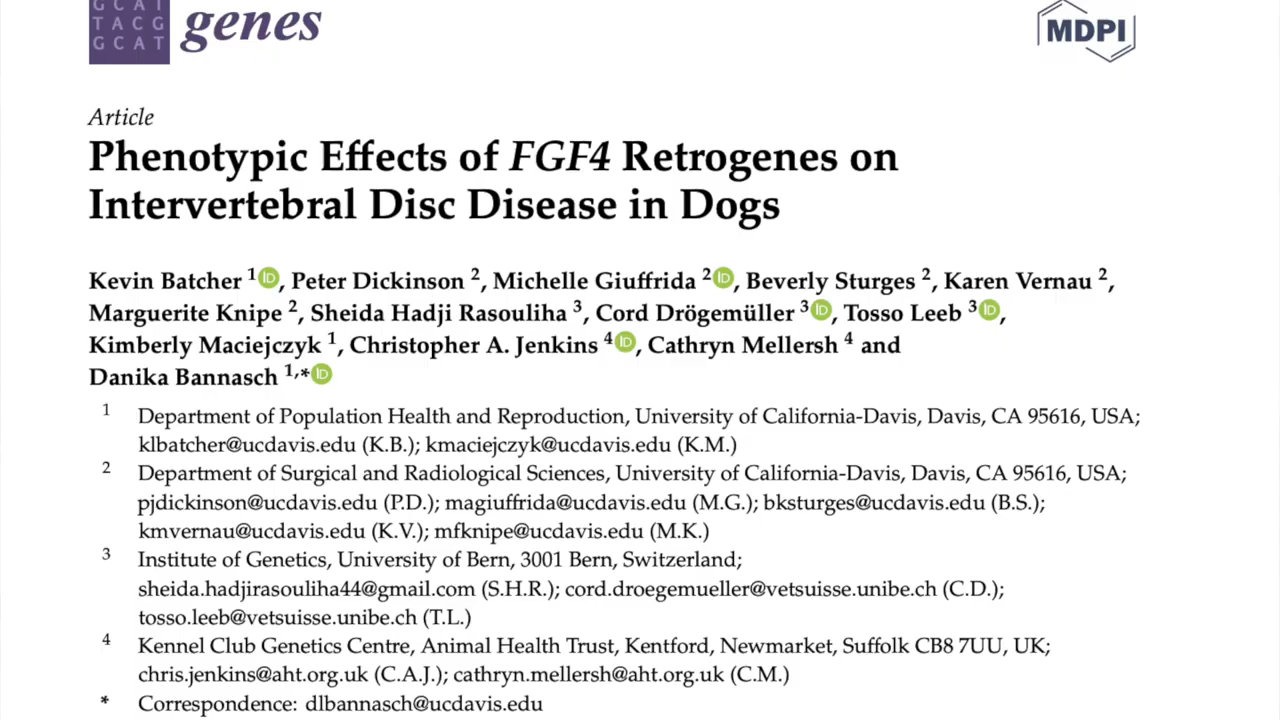 GCAT
TACG
GCAT
genes
MDPI
Article
Phenotypic Effects of FGF4 Retrogenes on
Intervertebral Disc Disease in Dogs
Kevin Batcher 1 iD, Peter Dickinson 2, Michelle Giuffrida 2 iD, Beverly Sturges 2, Karen Vernau 2,
Marguerite Knipe 2, Sheida Hadji Rasouliha 3, Cord Drögemüller 3 iD, Tosso Leeb 3 iD,
Kimberly Maciejczyk 1, Christopher A. Jenkins 4 iD, Cathryn Mellersh 4 and
Danika Bannasch 1,* iD
1 Department of Population Health and Reproduction, University of California-Davis, Davis, CA 95616, USA;
klbatcher@ucdavis.edu (K.B.); kmaciejczyk@ucdavis.edu (K.M.)
2 Department of Surgical and Radiological Sciences, University of California-Davis, Davis, CA 95616, USA;
pjdickinson@ucdavis.edu (P.D.); magiuffrida@ucdavis.edu (M.G.); bksturges@ucdavis.edu (B.S.);
kmvernau@ucdavis.edu (K.V.); mfknipe@ucdavis.edu (M.K.)
3 Institute of Genetics, University of Bern, 3001 Bern, Switzerland;
sheida.hadjirasouliha44@gmail.com (S.H.R.); cord.droegemueller@vetsuisse.unibe.ch (C.D.);
tosso.leeb@vetsuisse.unibe.ch (T.L.)
4 Kennel Club Genetics Centre, Animal Health Trust, Kentford, Newmarket, Suffolk CB8 7UU, UK;
chris.jenkins@aht.org.uk (C.A.J.); cathryn.mellersh@aht.org.uk (C.M.)
* Correspondence: dlbannasch@ucdavis.edu